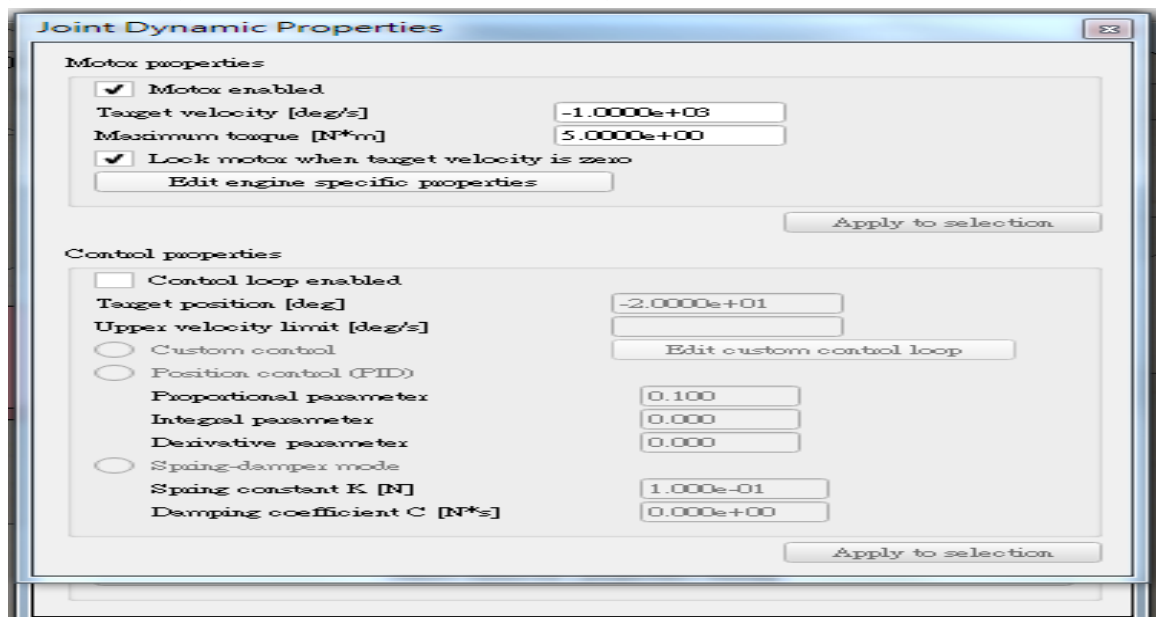 Joint Dynamic Properties
Motor properties
Motor enabled
Target velocity [deg/s] -1.0000e+03
Maximum torque [N*m] 5.0000e+00
Lock motor when target velocity is zero
Edit engine specific properties
Apply to selection
Control properties
Control loop enabled
Target position [deg] -2.0000e+01
Upper velocity limit [deg/s]
Custom control Edit custom control loop
Position control (PID)
Proportional parameter 0.100
Integral parameter 0.000
Derivative parameter 0.000
Spring-damper mode
Spring constant K [N] 1.000e-01
Damping coefficient C [N*s] 0.000e+00
Apply to selection